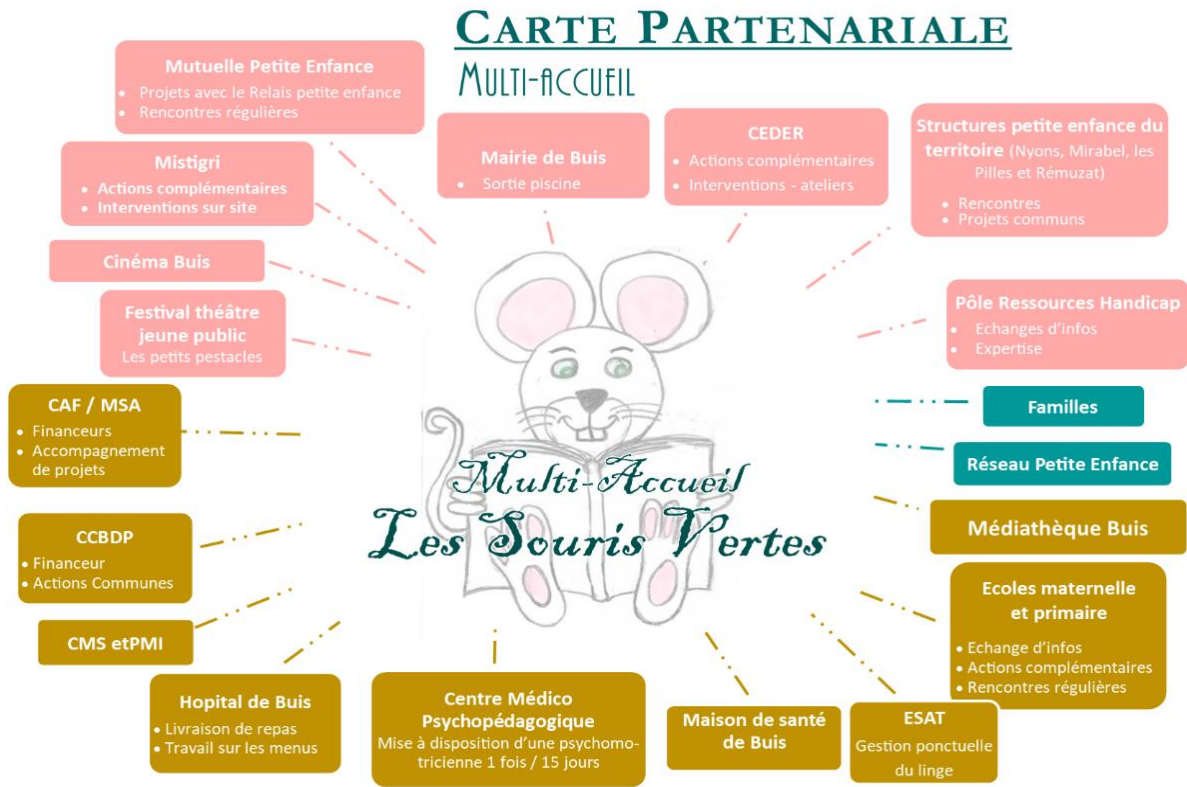 CARTE PARTENARIALE
MULTI-ACCUEIL
Mutuelle Petite Enfance
• Projets avec le Relais petite enfance
• Rencontres régulières
Mistigri
• Actions complémentaires
• Interventions sur site
Cinéma Buis
Festival théâtre
jeune public
Les petits pestacles
Mairie de Buis
• Sortie piscine
CEDER
• Actions complémentaires
• Interventions - ateliers
Structures petite enfance du
territoire (Nyons, Mirabel, les
Pilles et Rémuzat)
• Rencontres
• Projets communs
Pôle Ressources Handicap
• Echanges d'infos
• Expertise
Familles
Réseau Petite Enfance
Médiathèque Buis
Ecoles maternelle
et primaire
• Echange d'infos
• Actions complémentaires
• Rencontres régulières
Multi-Accueil
Les Souris Vertes
CAF / MSA
• Financeurs
• Accompagnement
de projets
CCBDP
• Financeur
• Actions Communes
CMS etPMI
Hopital de Buis
• Livraison de repas
• Travail sur les menus
Centre Médico
Psychopédagogique
Mise à disposition d'une psychomo-
tricienne 1 fois / 15 jours
Maison de santé
de Buis
ESAT
Gestion ponctuelle
du linge